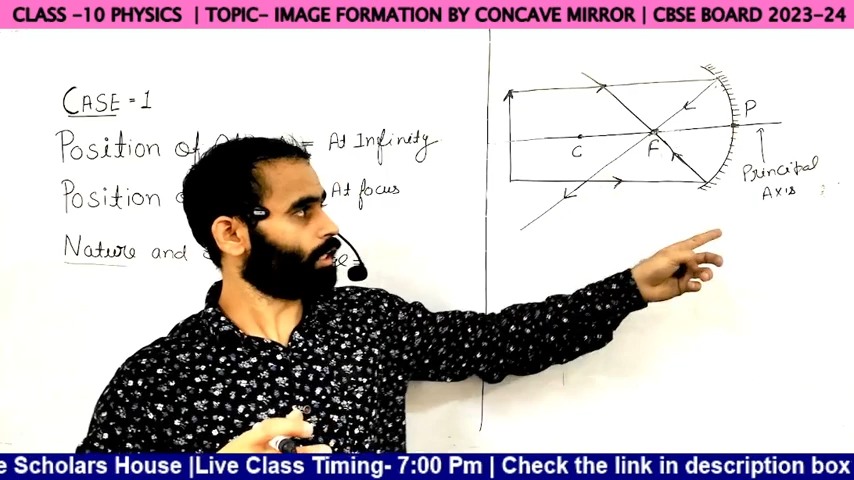 CLASS -10 PHYSICS | TOPIC- IMAGE FORMATION BY CONCAVE MIRROR | CBSE BOARD 2023-24
CASE = 1
Position of = At Infinity
Position At focus
Nature and
C
F
P
Principal
Axis
e Scholars House |Live Class Timing- 7:00 Pm | Check the link in description box